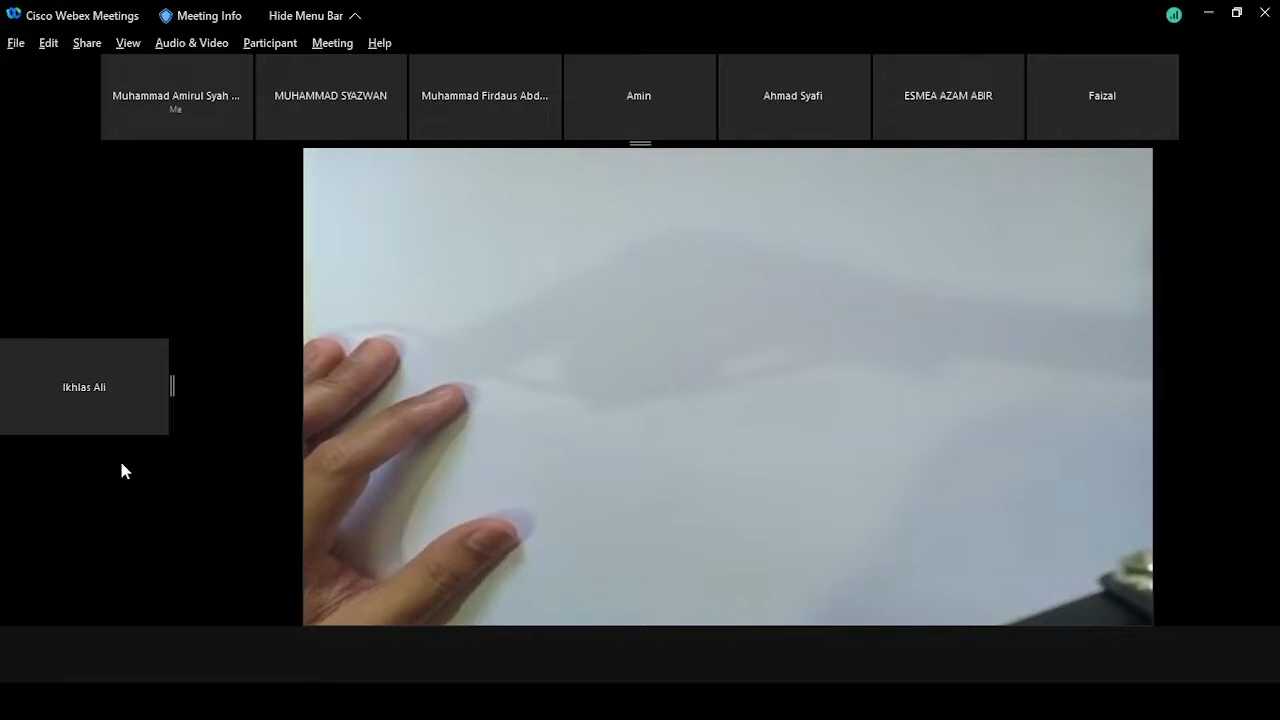 Cisco Webex Meetings Meeting Info Hide Menu Bar
File Edit Share View Audio & Video Participant Meeting Help
Muhammad Amirul Syah ... MUHAMMAD SYAZWAN Muhammad Firdaus Abd... Amin Ahmad Syafi ESMEA AZAM ABIR Faizal
Me
Ikhlas Ali